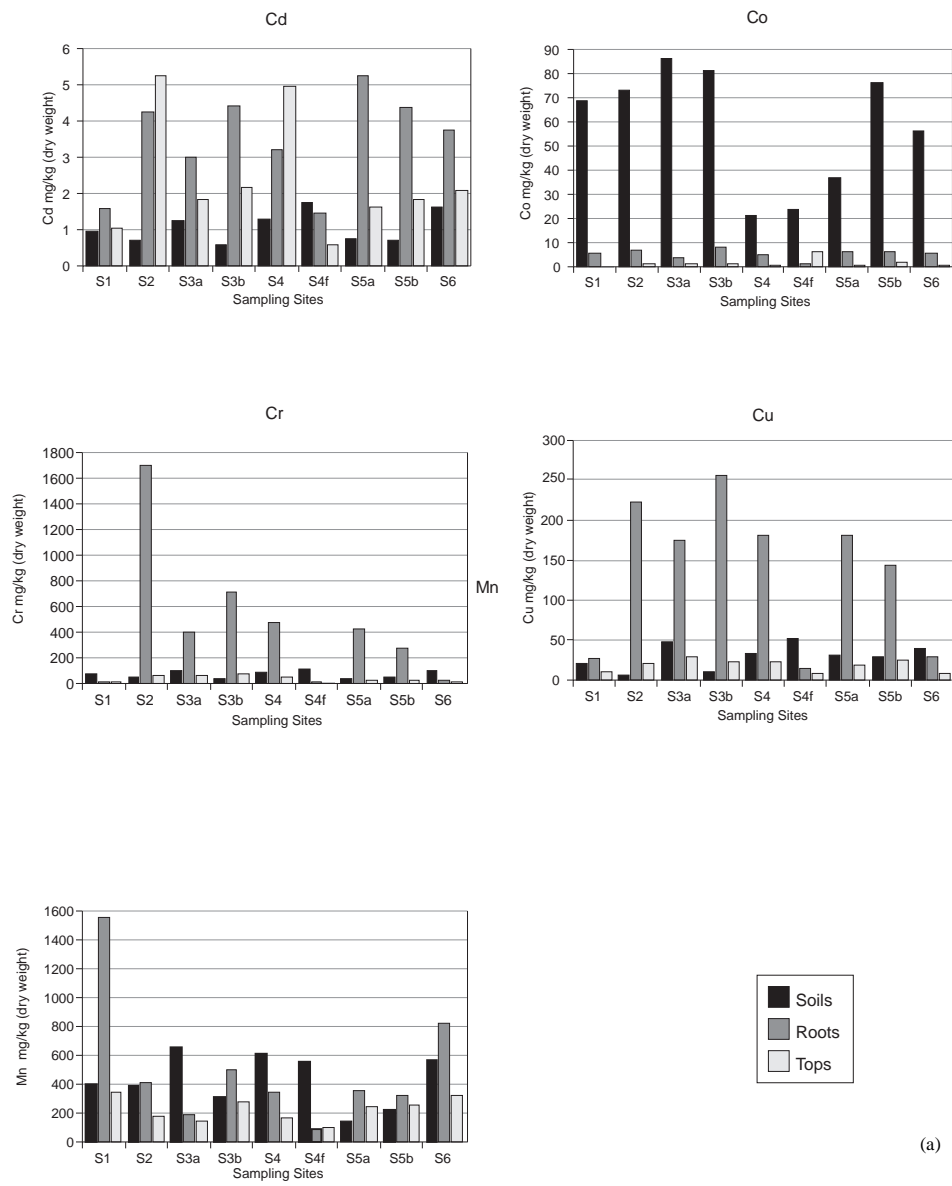 Cd
Cd mg/kg (dry weight)
6
5
4
3
2
1
0
S1 S2 S3a S3b S4 S4f S5a S5b S6
Sampling Sites
Co
Co mg/kg (dry weight)
90
80
70
60
50
40
30
20
10
0
S1 S2 S3a S3b S4 S4f S5a S5b S6
Sampling Sites
Cr
Cr mg/kg (dry weight)
1800
1600
1400
1200
1000
800
600
400
200
0
S1 S2 S3a S3b S4 S4f S5a S5b S6
Sampling Sites
Mn
Cu
Cu mg/kg (dry weight)
300
250
200
150
100
50
0
S1 S2 S3a S3b S4 S4f S5a S5b S6
Sampling Sites
Mn mg/kg (dry weight)
1600
1400
1200
1000
800
600
400
200
0
S1 S2 S3a S3b S4 S4f S5a S5b S6
Sampling Sites
Soils
Roots
Tops
(a)